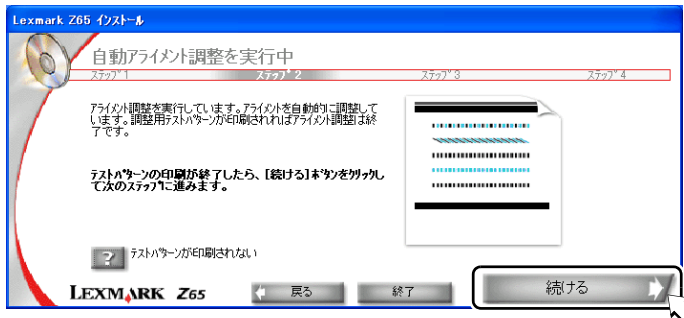 Lexmark Z65 インストール
自動アライメント調整を実行中
ステップ 1 ステップ 2 ステップ 3 ステップ 4
アライメント調整を実行しています。アライメントを自動的に調整して
います。調整用テストパターンが印刷されればアライメント調整は終
了です。
テストパターンの印刷が終了したら、[続ける]ボタンをクリックし
て次のステップに進みます。
? テストパターンが印刷されない
LEXMARK Z65 戻る 終了 続ける